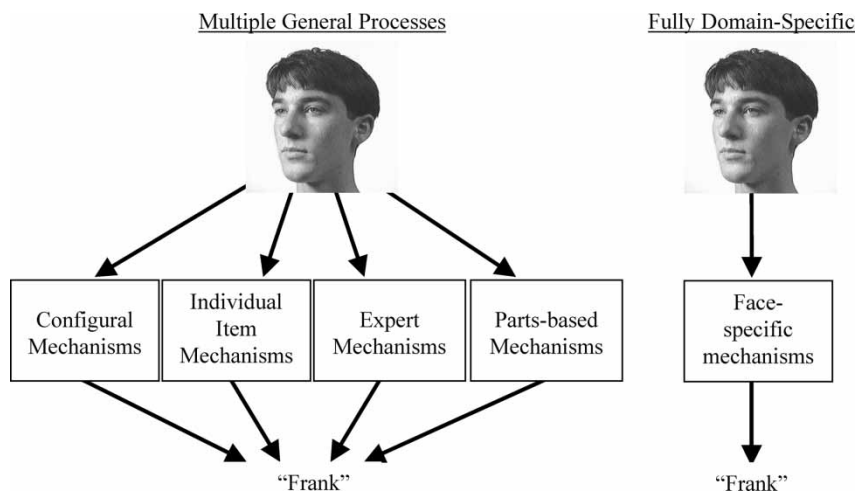 Multiple General Processes
Fully Domain-Specific
Configural
Mechanisms
Individual
Item
Mechanisms
Expert
Mechanisms
Parts-based
Mechanisms
Face-
specific
mechanisms
“Frank”
“Frank”